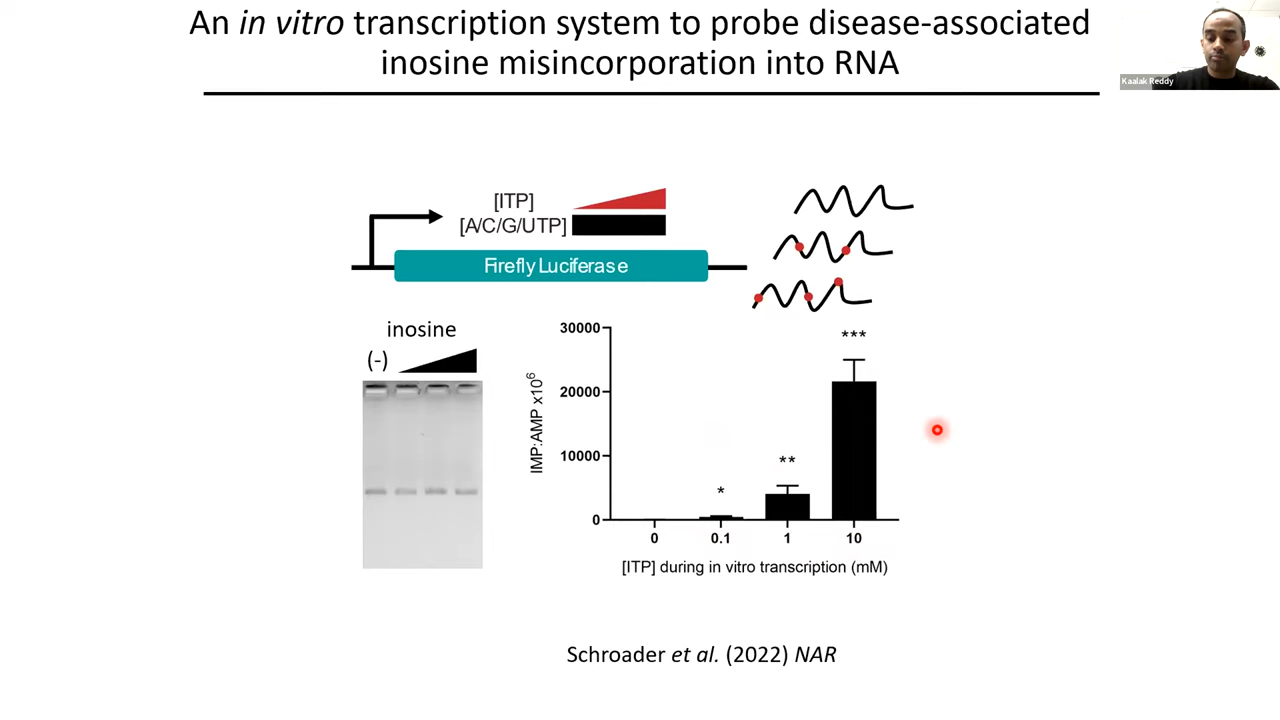 An in vitro transcription system to probe disease-associated
inosine misincorporation into RNA
Kaalak Reddy
[ITP]
[A/C/G/UTP]
Firefly Luciferase
inosine
(-)
IMP:AMP x10⁶
30000
20000
10000
0
*
**
***
0 0.1 1 10
[ITP] during in vitro transcription (mM)
Schroader et al. (2022) NAR